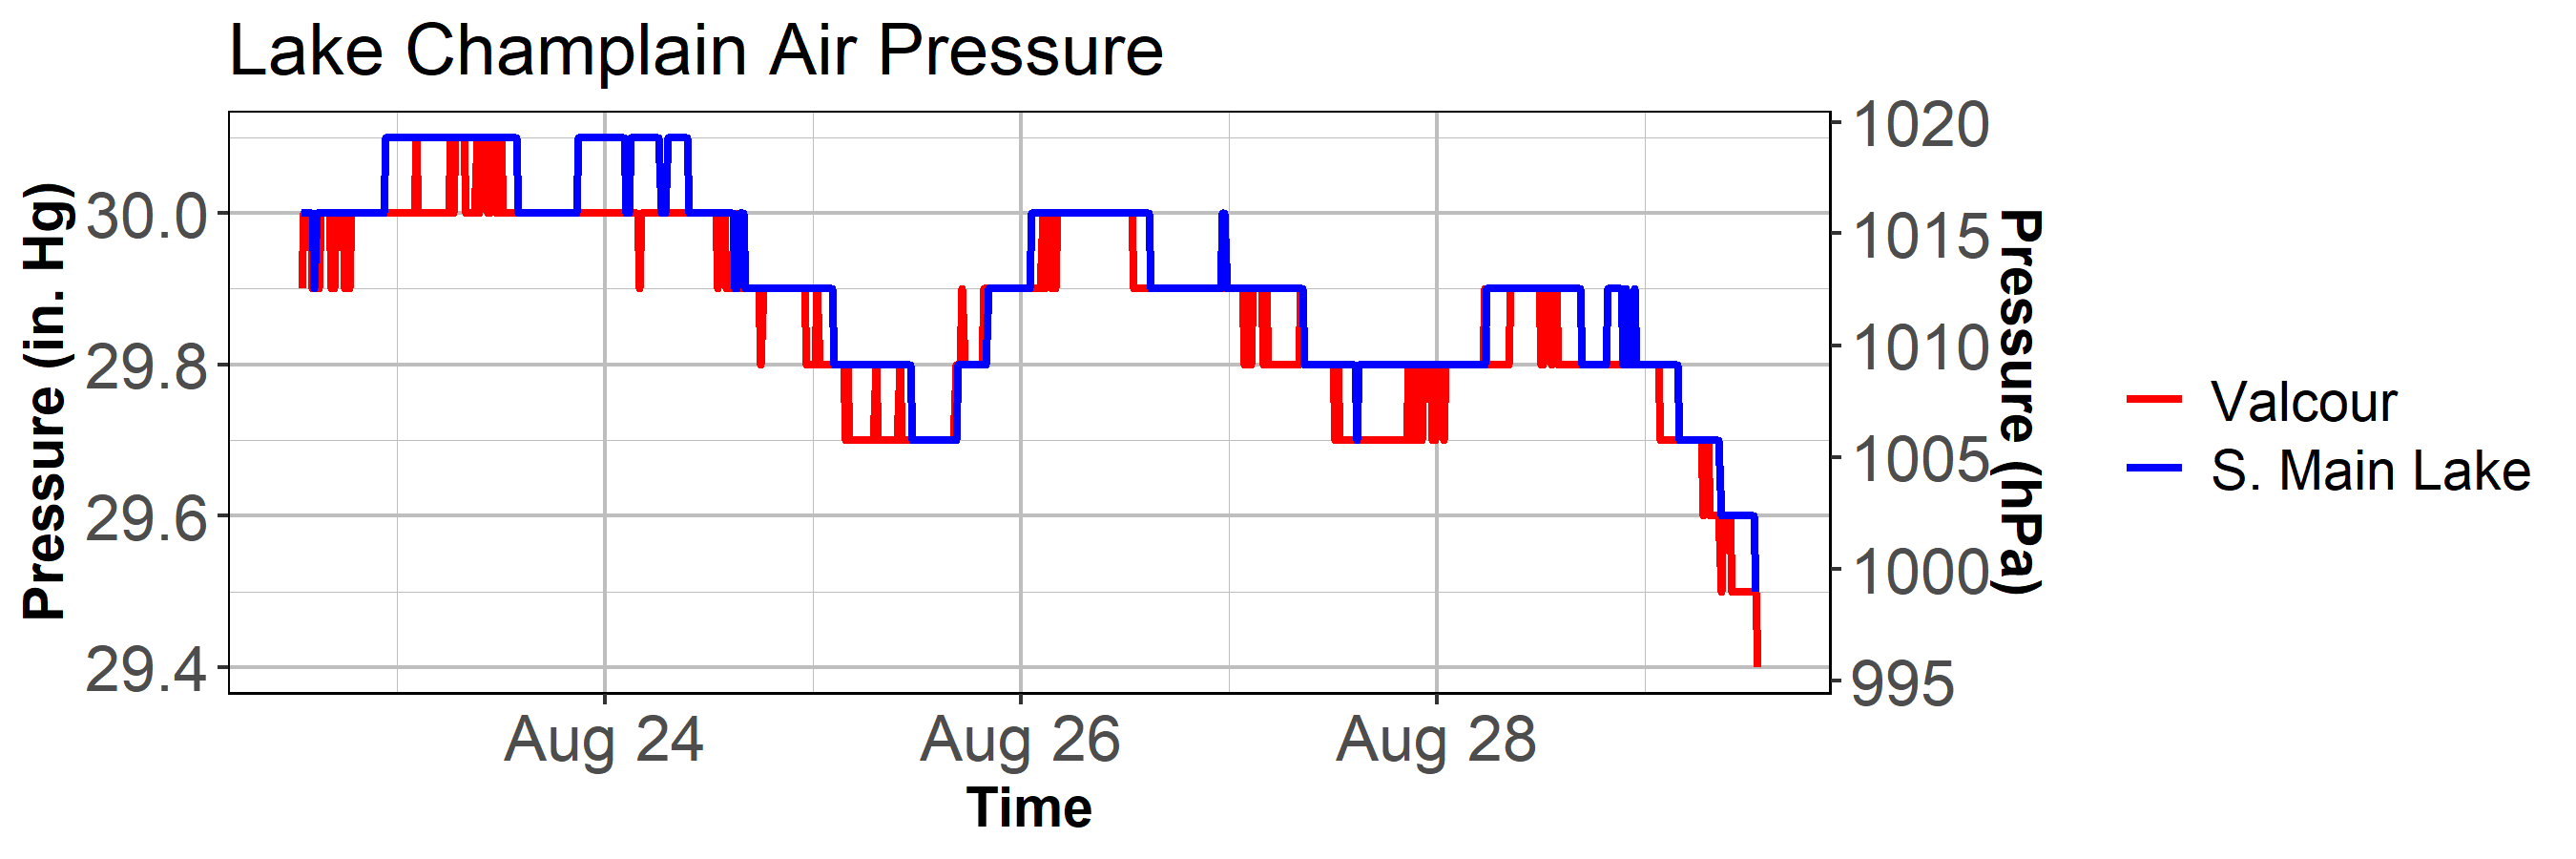 Lake Champlain Air Pressure
Pressure (in. Hg)
30.0
29.8
29.6
29.4
1020
1015
1010
1005
1000
995
Pressure (hPa)
Aug 24
Aug 26
Aug 28
Time
Valcour
S. Main Lake